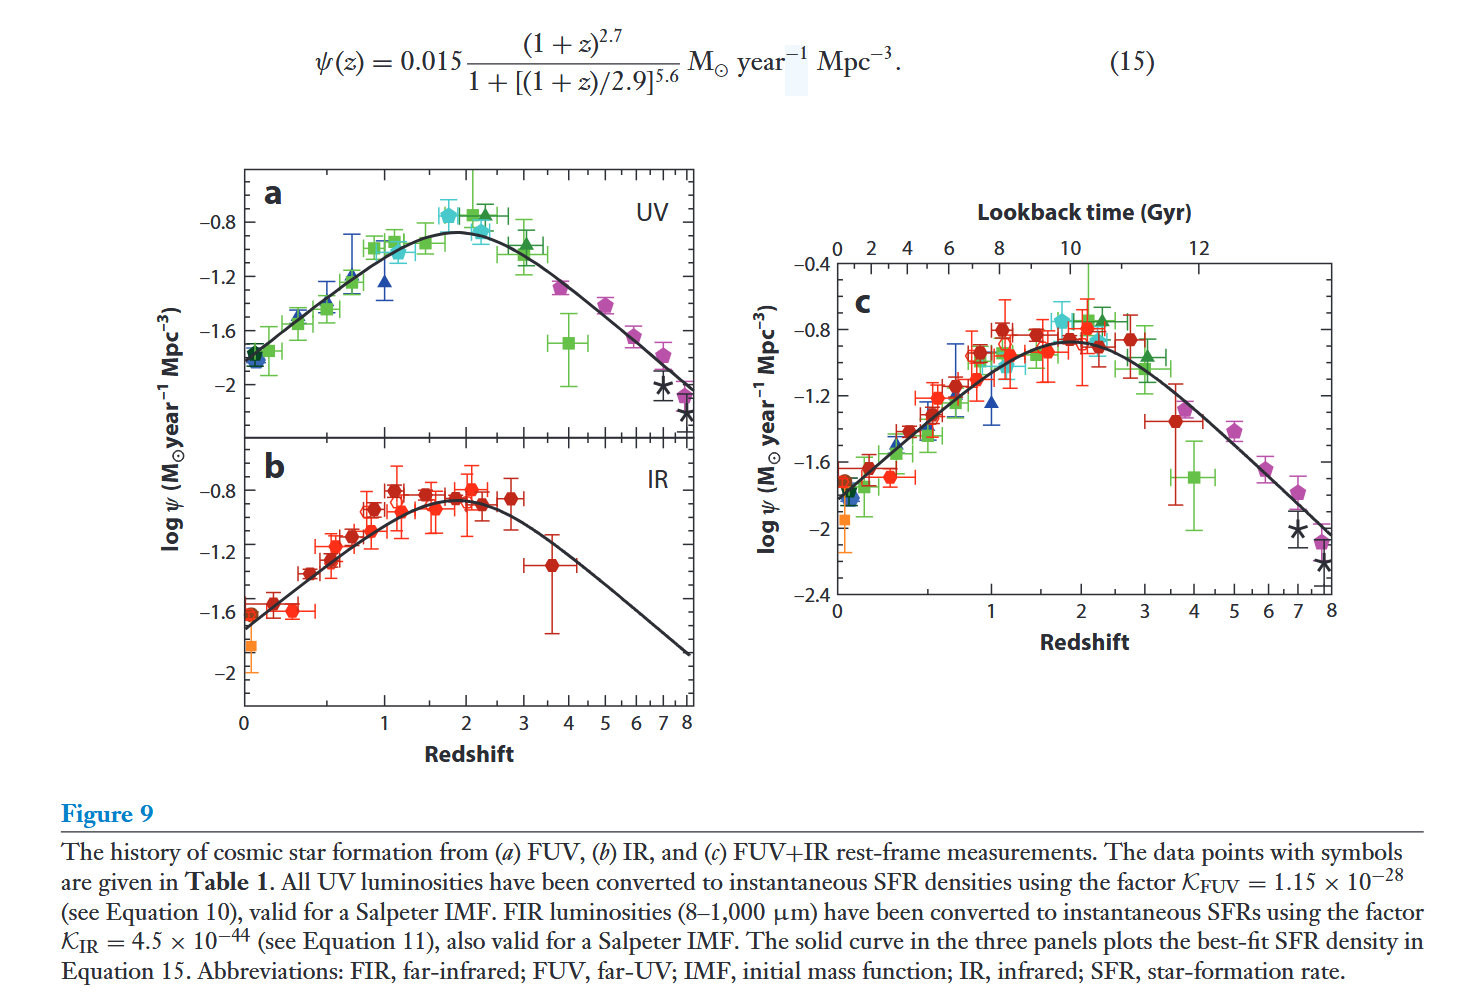 ψ(z) = 0.015 (1 + z)^2.7 / 1 + [(1 + z)/2.9]^5.6 M⊙ year⁻¹ Mpc⁻³. (15)
a
UV
−0.8
−1.2
−1.6
−2
b
IR
−0.8
−1.2
−1.6
−2
log ψ (M⊙year⁻¹ Mpc⁻³)
0 1 2 3 4 5 6 7 8
Redshift
Lookback time (Gyr)
0 2 4 6 8 10 12
c
−0.4
−0.8
−1.2
−1.6
−2
−2.4
log ψ (M⊙ year⁻¹ Mpc⁻³)
0 1 2 3 4 5 6 7 8
Redshift
Figure 9
The history of cosmic star formation from (a) FUV, (b) IR, and (c) FUV+IR rest-frame measurements. The data points with symbols
are given in Table 1. All UV luminosities have been converted to instantaneous SFR densities using the factor 𝒦FUV = 1.15 × 10⁻²⁸
(see Equation 10), valid for a Salpeter IMF. FIR luminosities (8–1,000 μm) have been converted to instantaneous SFRs using the factor
𝒦IR = 4.5 × 10⁻⁴⁴ (see Equation 11), also valid for a Salpeter IMF. The solid curve in the three panels plots the best-fit SFR density in
Equation 15. Abbreviations: FIR, far-infrared; FUV, far-UV; IMF, initial mass function; IR, infrared; SFR, star-formation rate.